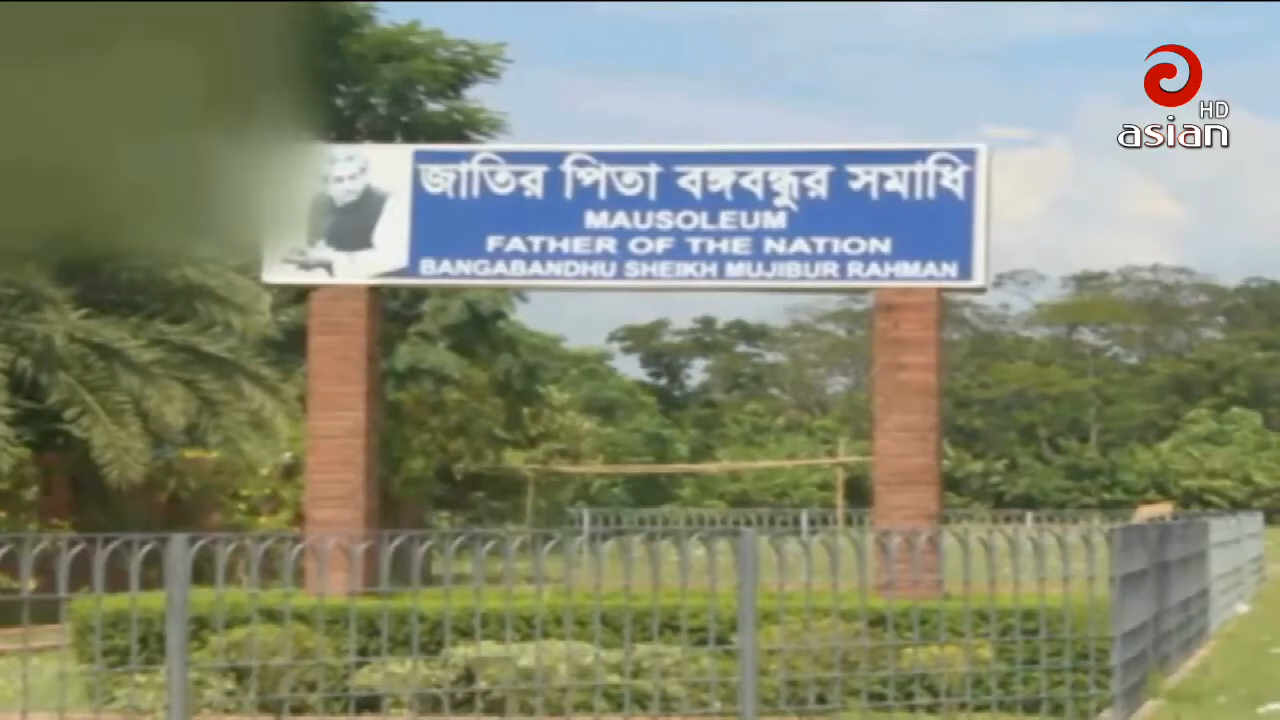 জাতির পিতা বঙ্গবন্ধুর সমাধি
MAUSOLEUM
FATHER OF THE NATION
BANGABANDHU SHEIKH MUJIBUR RAHMAN
HD
asian